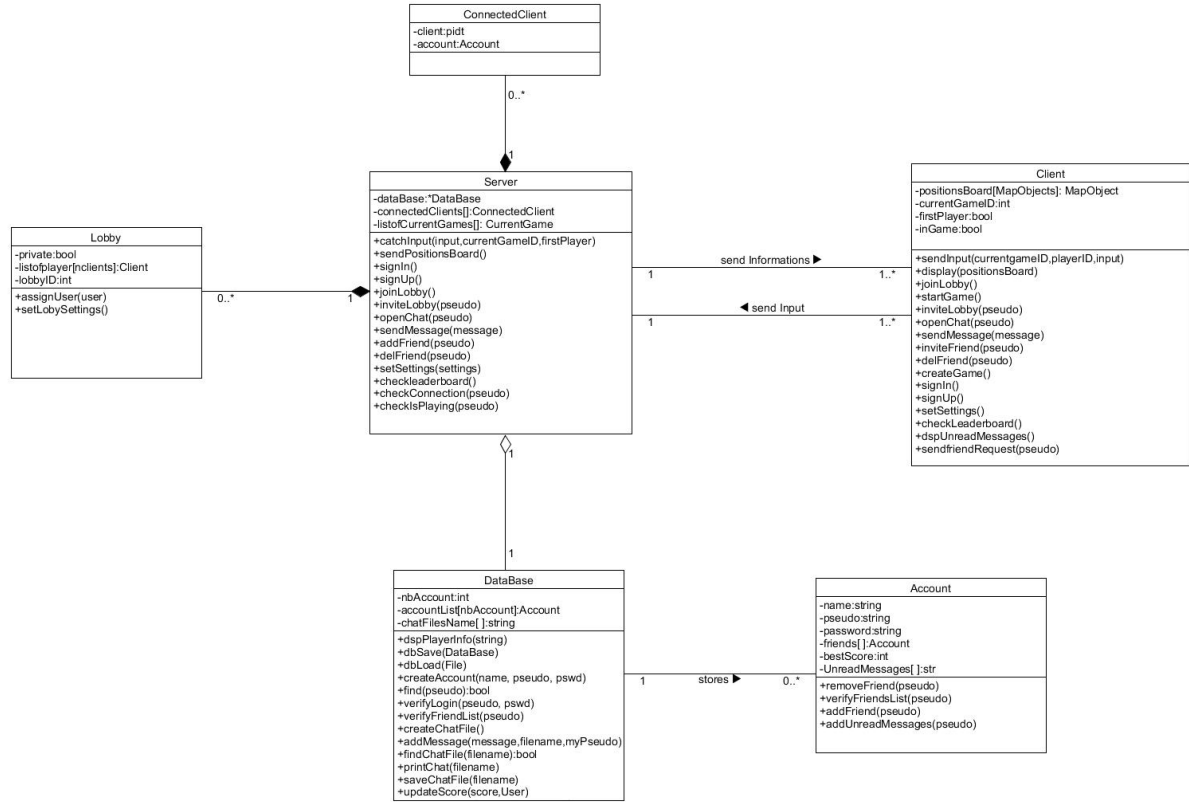 ConnectedClient
-client:pidt
-account:Account
0..*
1
Server
-dataBase:*DataBase
-connectedClients[]:ConnectedClient
-listofCurrentGames[]: CurrentGame
+catchInput(input,currentGameID,firstPlayer)
+sendPositionsBoard()
+signIn()
+signUp()
+joinLobby()
+inviteLobby(pseudo)
+openChat(pseudo)
+sendMessage(message)
+addFriend(pseudo)
+delFriend(pseudo)
+setSettings(settings)
+checkleaderboard()
+checkConnection(pseudo)
+checkIsPlaying(pseudo)
Lobby
-private:bool
-listofplayer[nclients]:Client
-lobbyID:int
+assignUser(user)
+setLobySettings()
0..*
1
send Informations ▶
1
1..*
◀ send Input
1
1..*
Client
-positionsBoard[MapObjects]: MapObject
-currentGameID:int
-firstPlayer:bool
-inGame:bool
+sendInput(currentgameID,playerID,input)
+display(positionsBoard)
+joinLobby()
+startGame()
+inviteLobby(pseudo)
+openChat(pseudo)
+sendMessage(message)
+inviteFriend(pseudo)
+delFriend(pseudo)
+createGame()
+signIn()
+signUp()
+setSettings()
+checkLeaderboard()
+dspUnreadMessages()
+sendfriendRequest(pseudo)
1
1
DataBase
-nbAccount:int
-accountList[nbAccount]:Account
-chatFilesName[ ]:string
+dspPlayerInfo(string)
+dbSave(DataBase)
+dbLoad(File)
+createAccount(name, pseudo, pswd)
+find(pseudo):bool
+verifyLogin(pseudo, pswd)
+verifyFriendList(pseudo)
+createChatFile()
+addMessage(message,filename,myPseudo)
+findChatFile(filename):bool
+printChat(filename)
+saveChatFile(filename)
+updateScore(score,User)
1
stores ▶
0..*
Account
-name:string
-pseudo:string
-password:string
-friends[ ]:Account
-bestScore:int
-UnreadMessages[ ]:str
+removeFriend(pseudo)
+verifyFriendsList(pseudo)
+addFriend(pseudo)
+addUnreadMessages(pseudo)